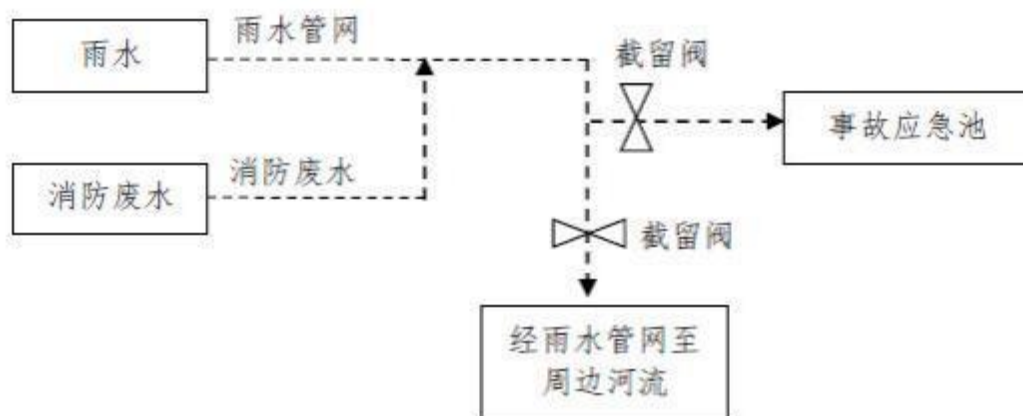 雨水
雨水管网
截留阀
事故应急池
消防废水
消防废水
截留阀
经雨水管网至
周边河流